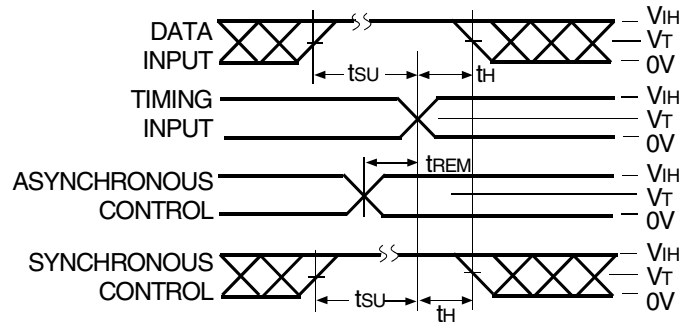 DATA
INPUT
tSU
tH
VIH
VT
0V
TIMING
INPUT
VIH
VT
0V
tREM
ASYNCHRONOUS
CONTROL
VIH
VT
0V
SYNCHRONOUS
CONTROL
tSU
tH
VIH
VT
0V